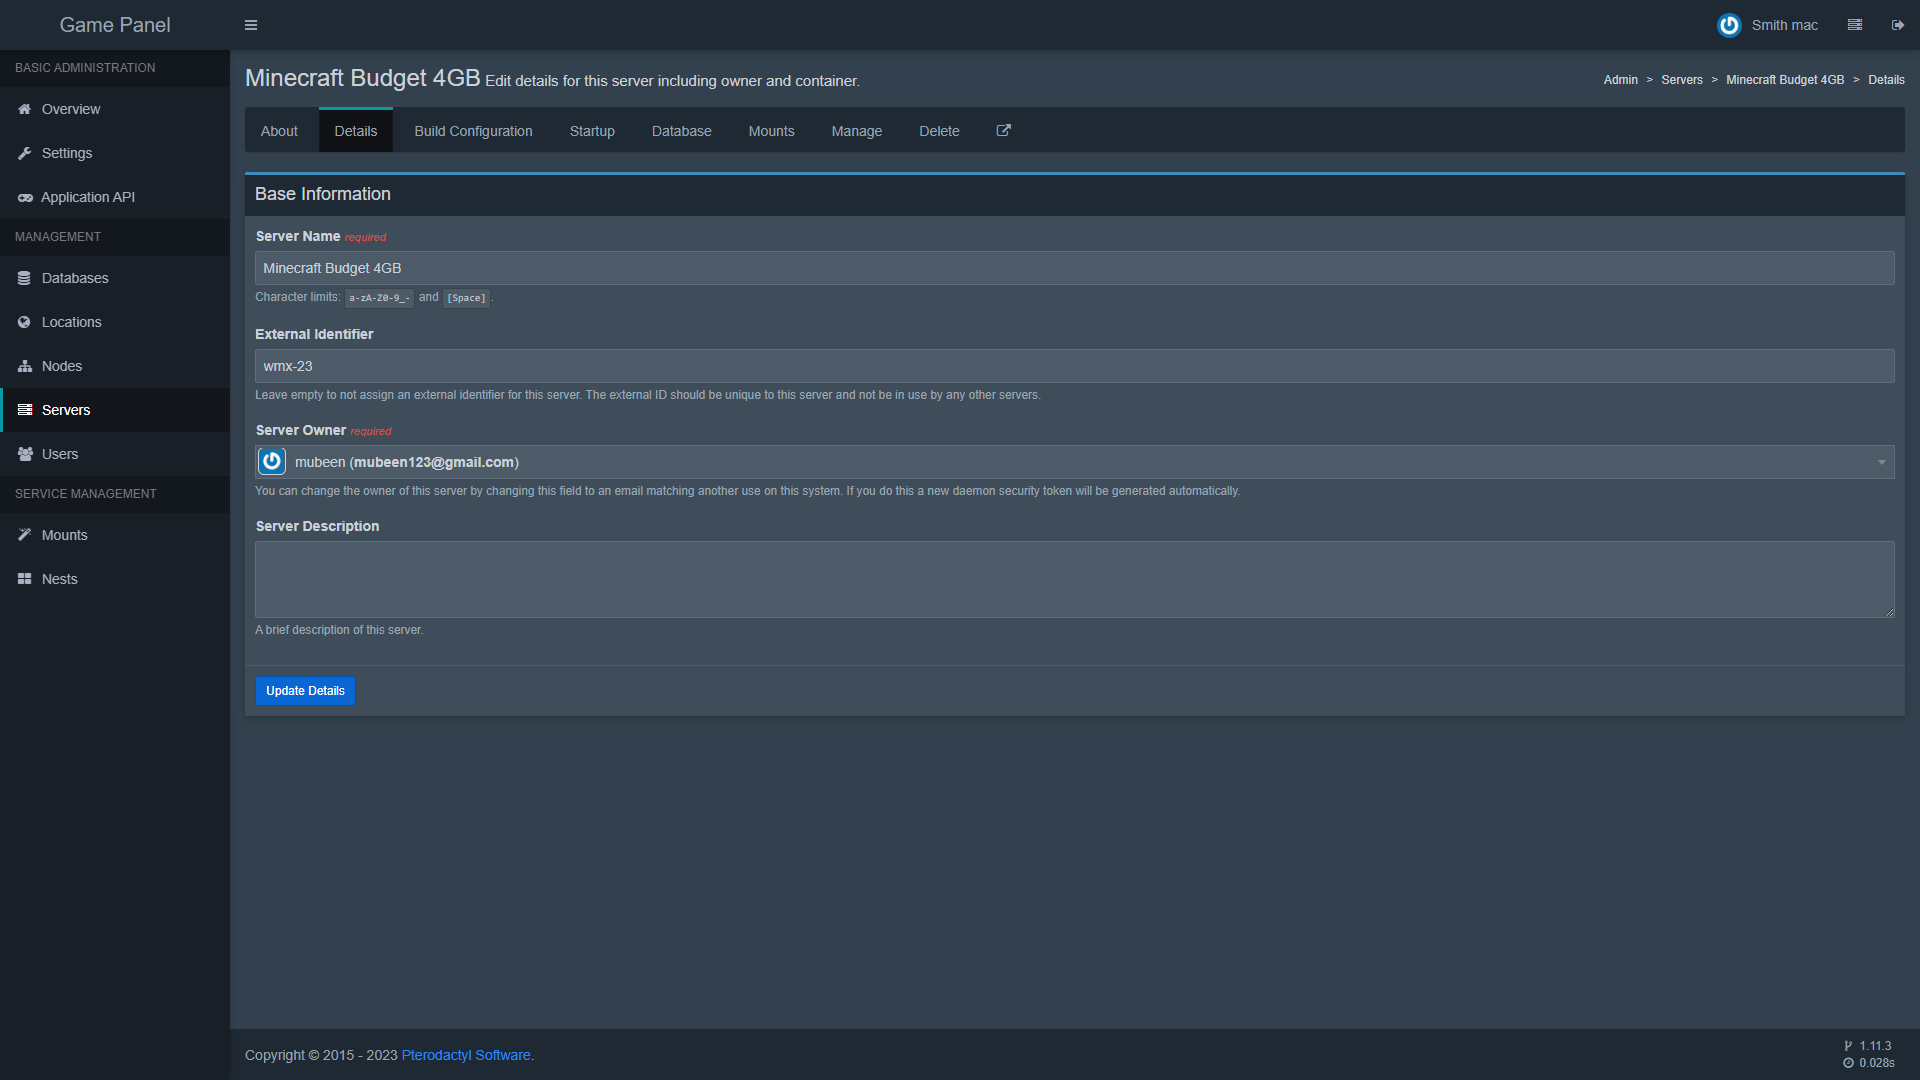 Game Panel
Smith mac
BASIC ADMINISTRATION
Overview
Settings
Application API
MANAGEMENT
Databases
Locations
Nodes
Servers
Users
SERVICE MANAGEMENT
Mounts
Nests
Minecraft Budget 4GB Edit details for this server including owner and container.
Admin > Servers > Minecraft Budget 4GB > Details
About Details Build Configuration Startup Database Mounts Manage Delete
Base Information
Server Name required
Minecraft Budget 4GB
Character limits: a-zA-Z0-9_- and [Space].
External Identifier
wmx-23
Leave empty to not assign an external identifier for this server. The external ID should be unique to this server and not be in use by any other servers.
Server Owner required
mubeen (mubeen123@gmail.com)
You can change the owner of this server by changing this field to an email matching another use on this system. If you do this a new daemon security token will be generated automatically.
Server Description
A brief description of this server.
Update Details
Copyright © 2015 - 2023 Pterodactyl Software.
1.11.3
0.028s